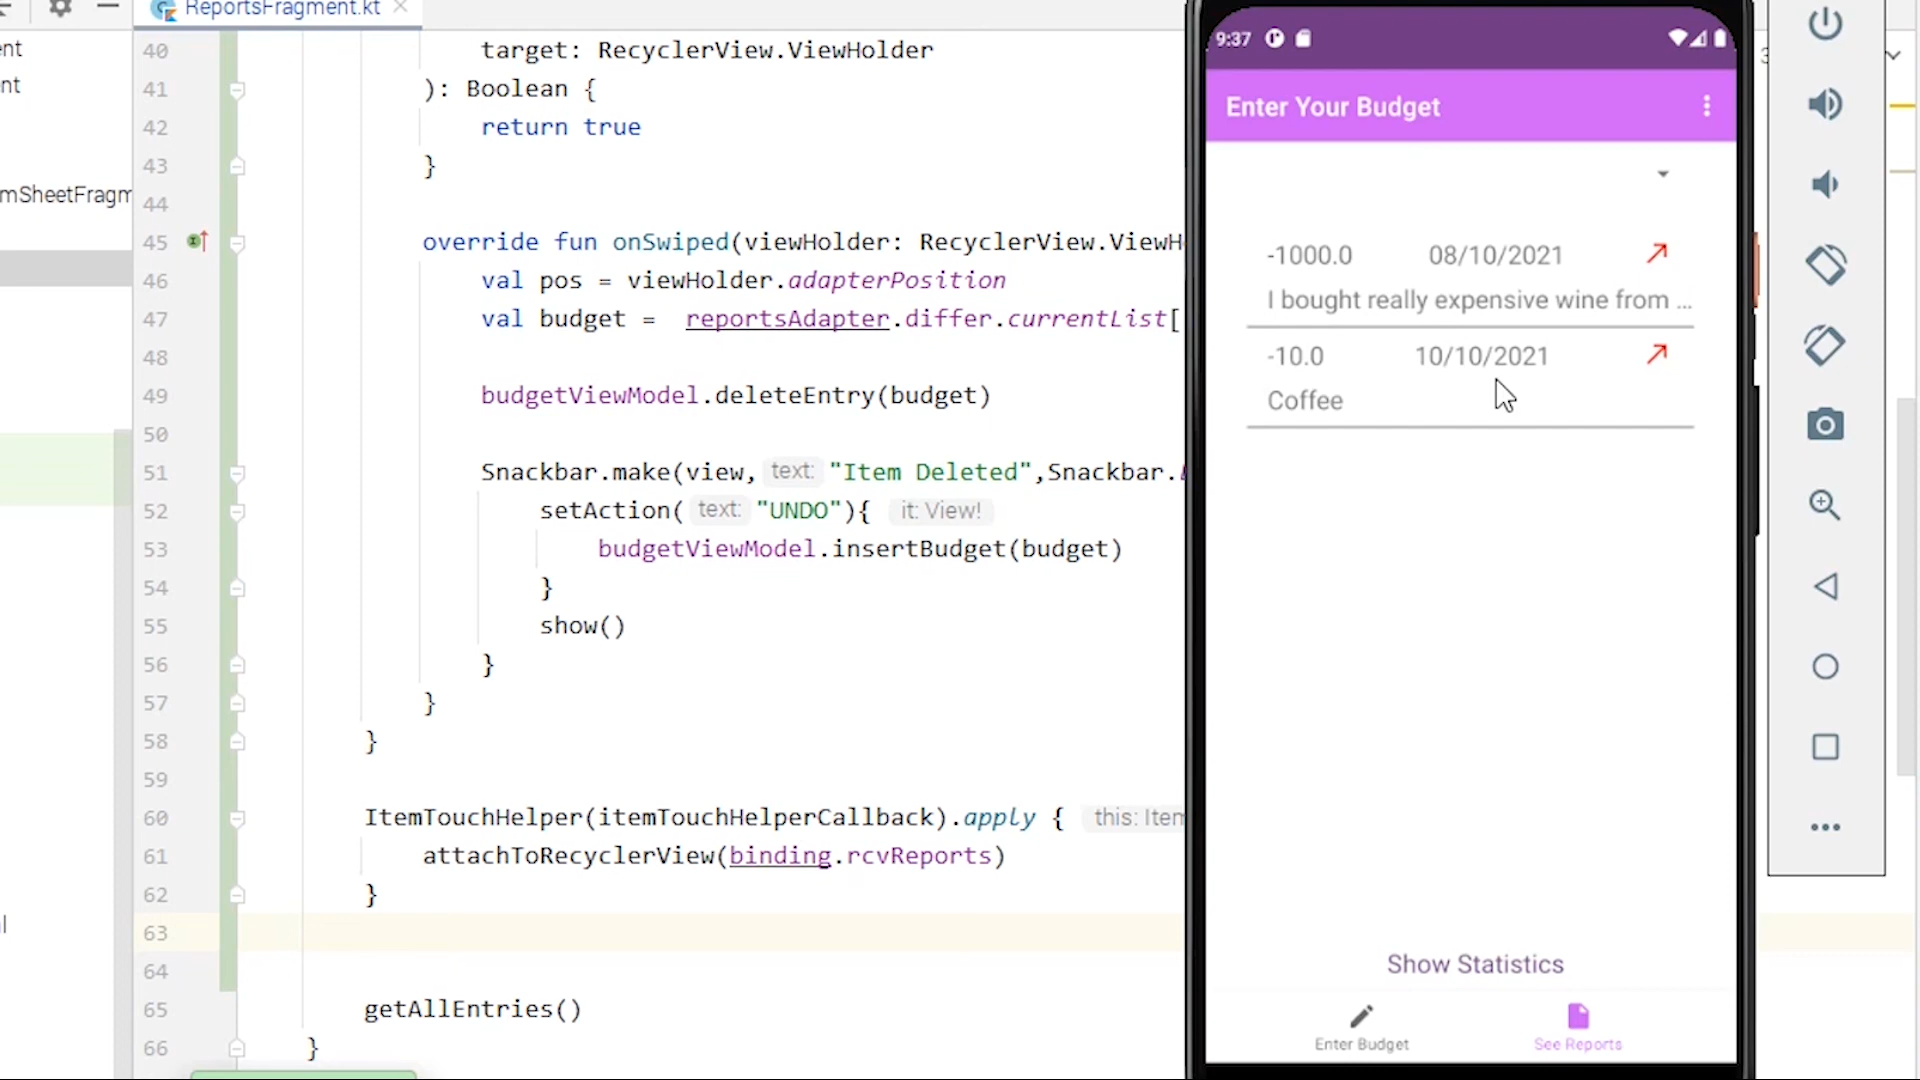 ReportsFragment.kt
ent
nt
mSheetFragm
40 target: RecyclerView.ViewHolder
41 ): Boolean {
42 return true
43 }
44
45 override fun onSwiped(viewHolder: RecyclerView.ViewH
46 val pos = viewHolder.adapterPosition
47 val budget = reportsAdapter.differ.currentList[
48
49 budgetViewModel.deleteEntry(budget)
50
51 Snackbar.make(view, text: "Item Deleted",Snackbar.
52 setAction( text: "UNDO"){ it: View!
53 budgetViewModel.insertBudget(budget)
54 }
55 show()
56 }
57 }
58 }
59
60 ItemTouchHelper(itemTouchHelperCallback).apply { this: Item
61 attachToRecyclerView(binding.rcvReports)
62 }
63
64
65 getAllEntries()
66 }
9:37
Enter Your Budget
-1000.0 08/10/2021
I bought really expensive wine from ...
-10.0 10/10/2021
Coffee
Show Statistics
Enter Budget See Reports